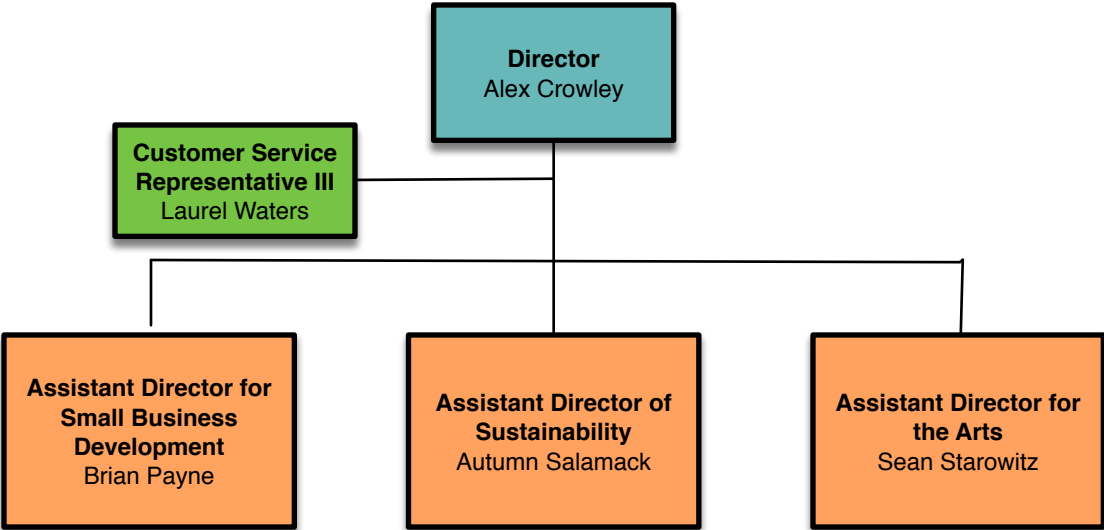 Director
Alex Crowley
Customer Service
Representative III
Laurel Waters
Assistant Director for
Small Business
Development
Brian Payne
Assistant Director of
Sustainability
Autumn Salamack
Assistant Director for
the Arts
Sean Starowitz